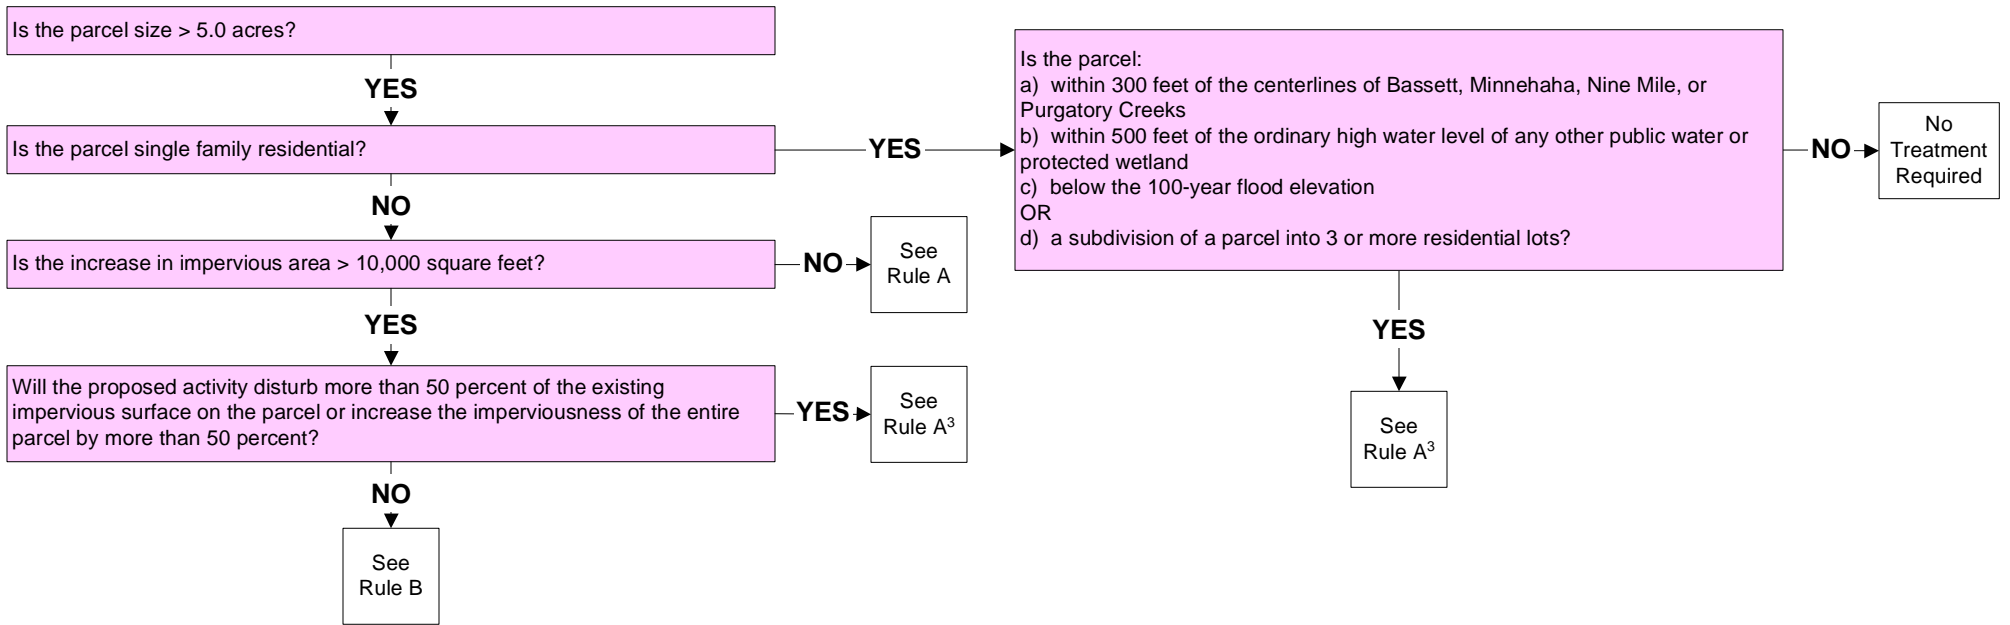 Is the parcel size > 5.0 acres?
YES
Is the parcel single family residential?
YES
Is the parcel:
a)  within 300 feet of the centerlines of Bassett, Minnehaha, Nine Mile, or
Purgatory Creeks
b)  within 500 feet of the ordinary high water level of any other public water or
protected wetland
c)  below the 100-year flood elevation
OR
d)  a subdivision of a parcel into 3 or more residential lots?
NO
No
Treatment
Required
YES
See
Rule A³
NO
Is the increase in impervious area > 10,000 square feet?
NO
See
Rule A
YES
Will the proposed activity disturb more than 50 percent of the existing
impervious surface on the parcel or increase the imperviousness of the entire
parcel by more than 50 percent?
YES
See
Rule A³
NO
See
Rule B